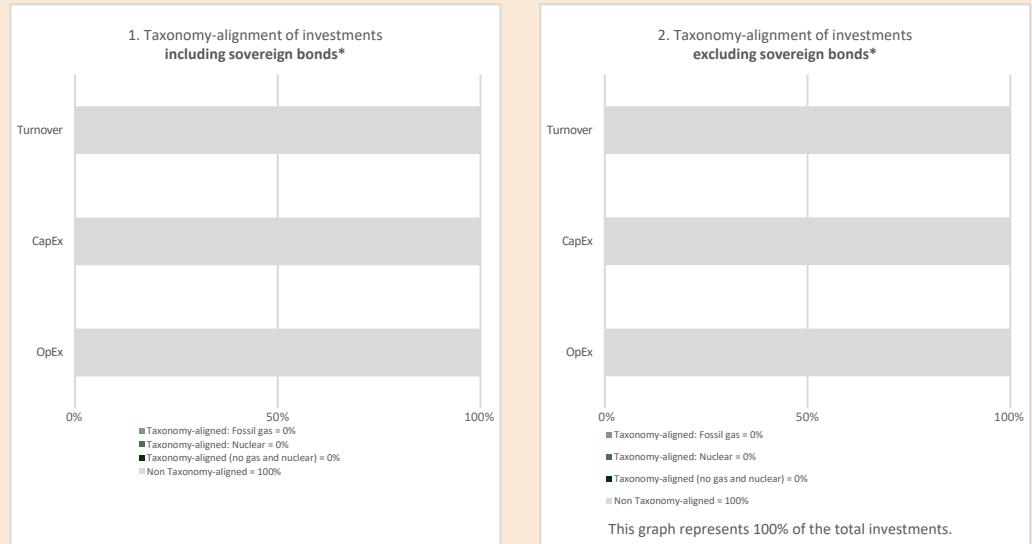 1. Taxonomy-alignment of investments
including sovereign bonds*
Turnover
CapEx
OpEx
0% 50% 100%
Taxonomy-aligned: Fossil gas = 0%
Taxonomy-aligned: Nuclear = 0%
Taxonomy-aligned (no gas and nuclear) = 0%
Non Taxonomy-aligned = 100%
2. Taxonomy-alignment of investments
excluding sovereign bonds*
Turnover
CapEx
OpEx
0% 50% 100%
Taxonomy-aligned: Fossil gas = 0%
Taxonomy-aligned: Nuclear = 0%
Taxonomy-aligned (no gas and nuclear) = 0%
Non Taxonomy-aligned = 100%
This graph represents 100% of the total investments.